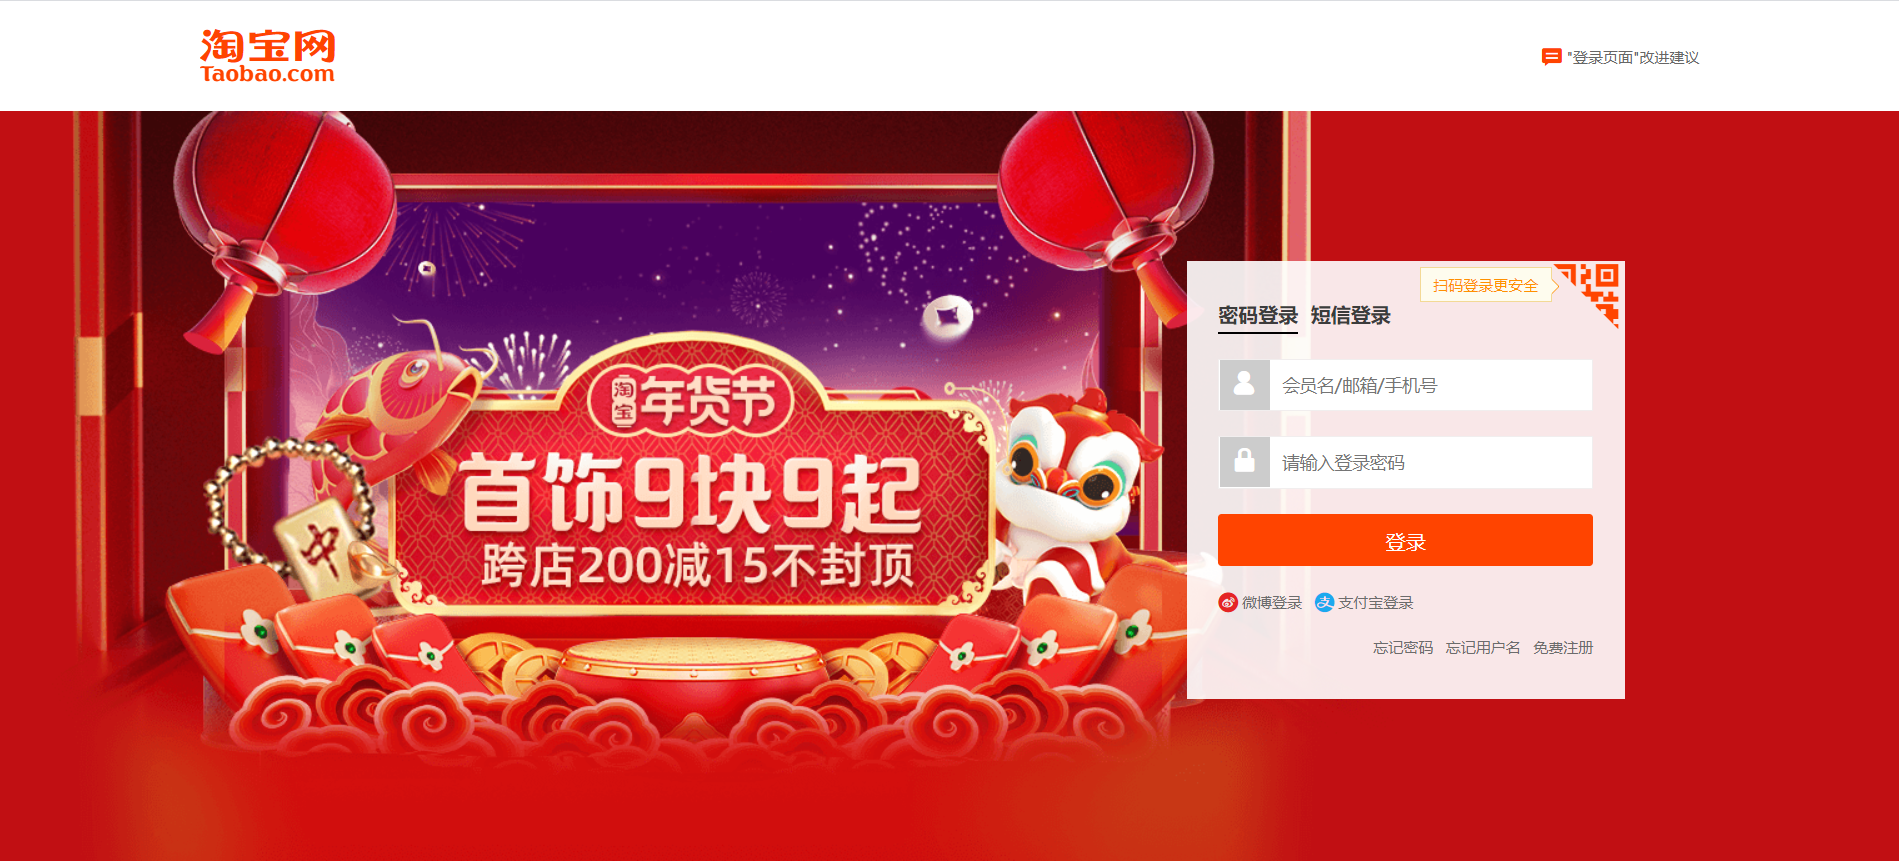 淘宝网
Taobao.com
"登录页面"改进建议
淘宝
年货节
首饰9块9起
跨店200减15不封顶
中
扫码登录更安全
密码登录 短信登录
会员名/邮箱/手机号
请输入登录密码
登录
微博登录 支付宝登录
忘记密码 忘记用户名 免费注册